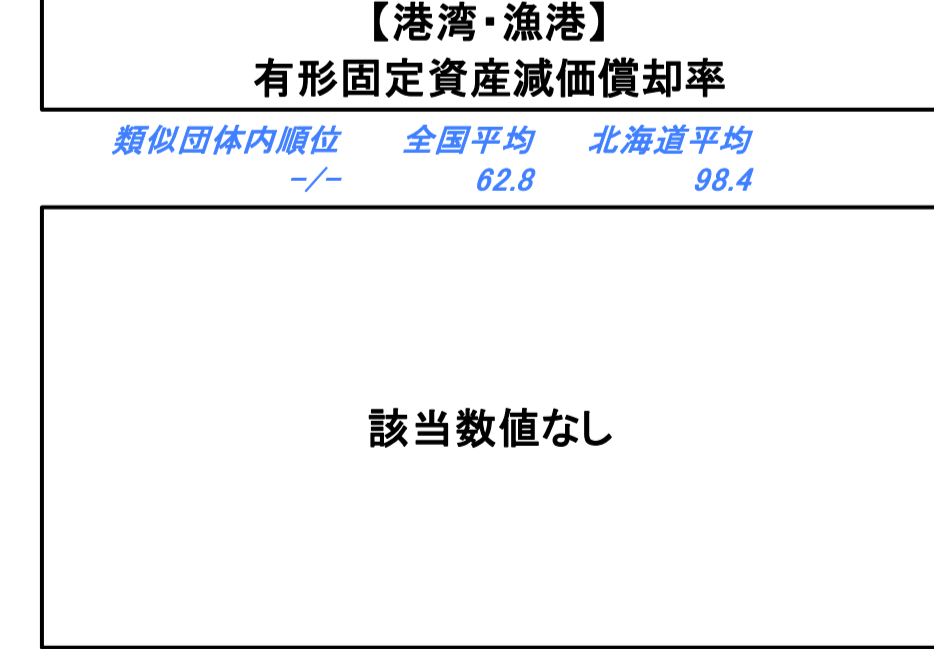 【港湾・漁港】
有形固定資産減価償却率
類似団体内順位 全国平均 北海道平均
-/- 62.8 98.4
該当数値なし